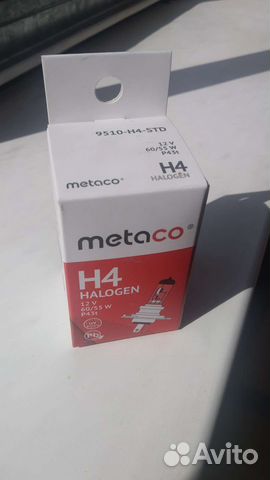 9510-H4-STD
12 V
60/55 W
P43t
metaco®
H4
HALOGEN
metaco®
H4
HALOGEN
12 V
60/55 W
P43t
Avito